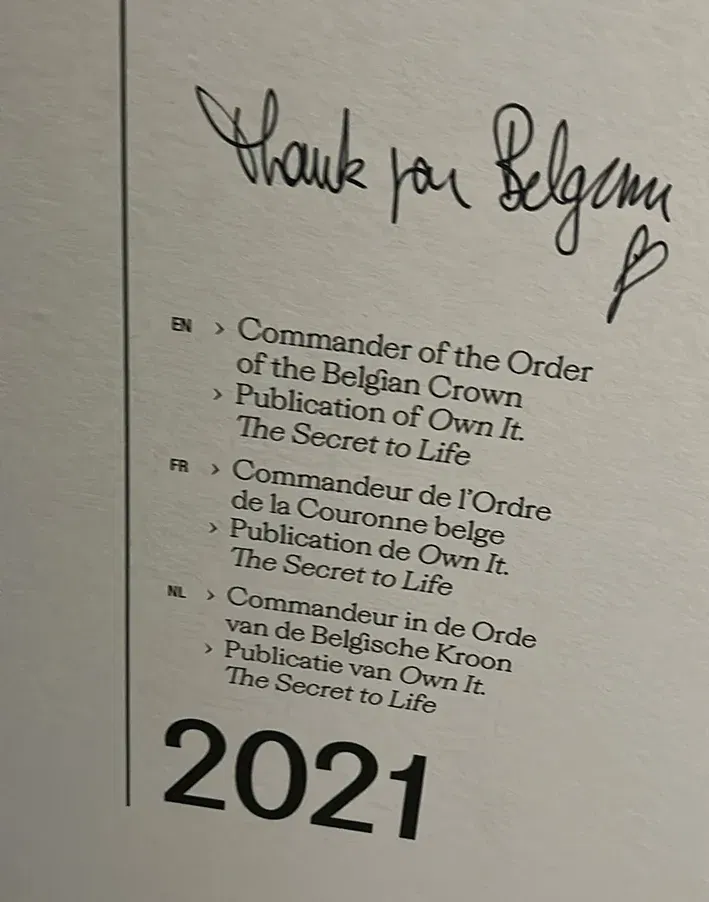 Thank you Belgium
EN › Commander of the Order
of the Belgian Crown
› Publication of Own It.
The Secret to Life
FR › Commandeur de l'Ordre
de la Couronne belge
› Publication de Own It.
The Secret to Life
NL › Commandeur in de Orde
van de Belgische Kroon
› Publicatie van Own It.
The Secret to Life
2021